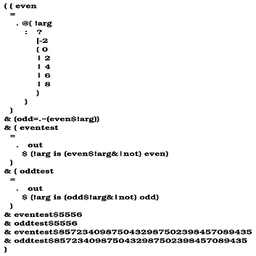 ( ( even
=
. @( !arg
: ?
[-2
( 0
| 2
| 4
| 6
| 8
)
)
)
& (odd=.~(even$!arg))
& ( eventest
=
. out
$ (!arg is (even$!arg&|not) even)
)
& ( oddtest
=
. out
$ (!arg is (odd$!arg&|not) odd)
)
& eventest$5556
& oddtest$5556
& eventest$857234098750432987502398457089435
& oddtest$857234098750432987502398457089435
)